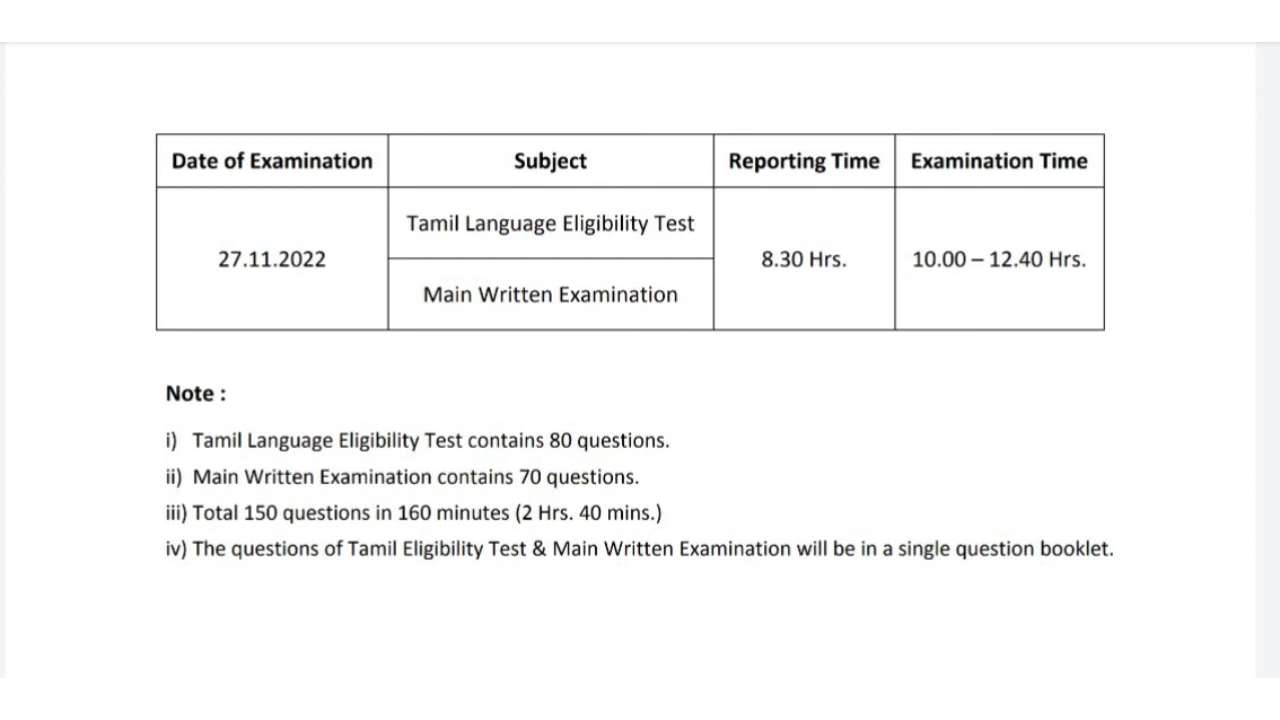 Date of Examination Subject Reporting Time Examination Time
Tamil Language Eligibility Test
27.11.2022 8.30 Hrs. 10.00 – 12.40 Hrs.
Main Written Examination
Note :
i) Tamil Language Eligibility Test contains 80 questions.
ii) Main Written Examination contains 70 questions.
iii) Total 150 questions in 160 minutes (2 Hrs. 40 mins.)
iv) The questions of Tamil Eligibility Test & Main Written Examination will be in a single question booklet.